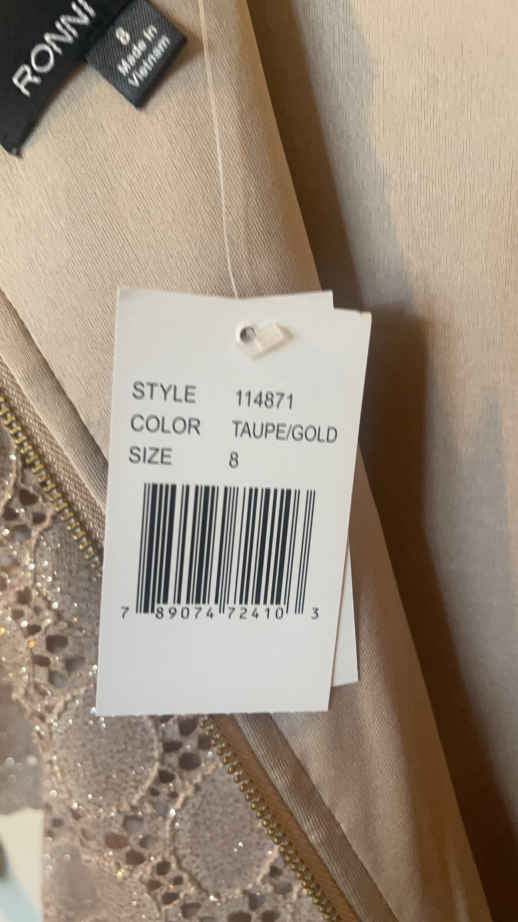 RONNI
8
Made in
Vietnam
STYLE 114871
COLOR TAUPE/GOLD
SIZE 8
7 89074 72410 3